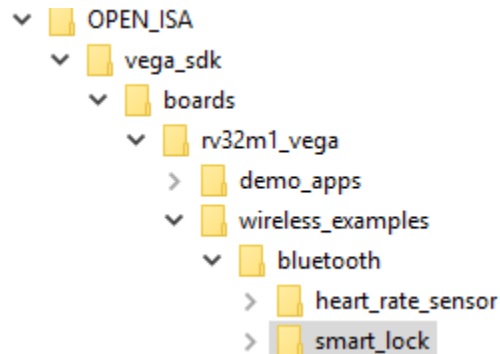 OPEN_ISA
vega_sdk
boards
rv32m1_vega
demo_apps
wireless_examples
bluetooth
heart_rate_sensor
smart_lock